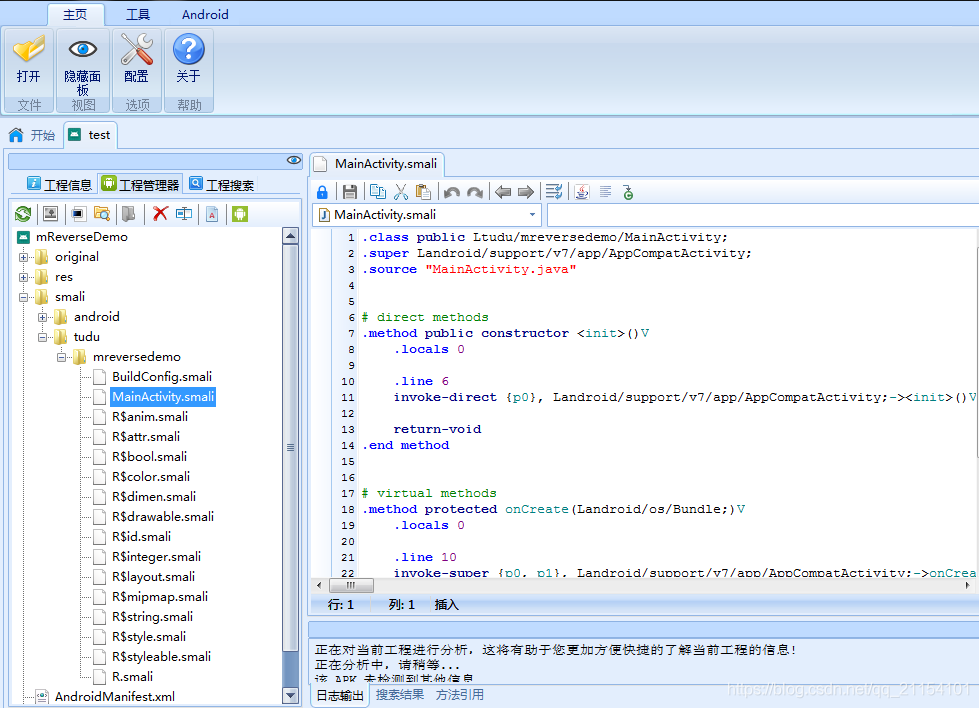 主页 工具 Android
打开 隐藏面板 配置 关于
文件 视图 选项 帮助
开始 test
工程信息 工程管理器 工程搜索
mReverseDemo
original
res
smali
android
tudu
mreversedemo
BuildConfig.smali
MainActivity.smali
R$anim.smali
R$attr.smali
R$bool.smali
R$color.smali
R$dimen.smali
R$drawable.smali
R$id.smali
R$integer.smali
R$layout.smali
R$mipmap.smali
R$string.smali
R$style.smali
R$styleable.smali
R.smali
AndroidManifest.xml
MainActivity.smali
MainActivity.smali
1 .class public Ltudu/mreversedemo/MainActivity;
2 .super Landroid/support/v7/app/AppCompatActivity;
3 .source "MainActivity.java"
4
5
6 # direct methods
7 .method public constructor <init>()V
8 .locals 0
9
10 .line 6
11 invoke-direct {p0}, Landroid/support/v7/app/AppCompatActivity;-><init>()V
12
13 return-void
14 .end method
15
16
17 # virtual methods
18 .method protected onCreate(Landroid/os/Bundle;)V
19 .locals 0
20
21 .line 10
22 invoke-super {p0, p1}, Landroid/support/v7/app/AppCompatActivity;->onCrea
行: 1 列: 1 插入
正在对当前工程进行分析，这将有助于您更加方便快捷的了解当前工程的信息！
正在分析中，请稍等...
该 APK 未检测到其他信息
日志输出 搜索结果 方法引用
https://blog.csdn.net/qq_21154101